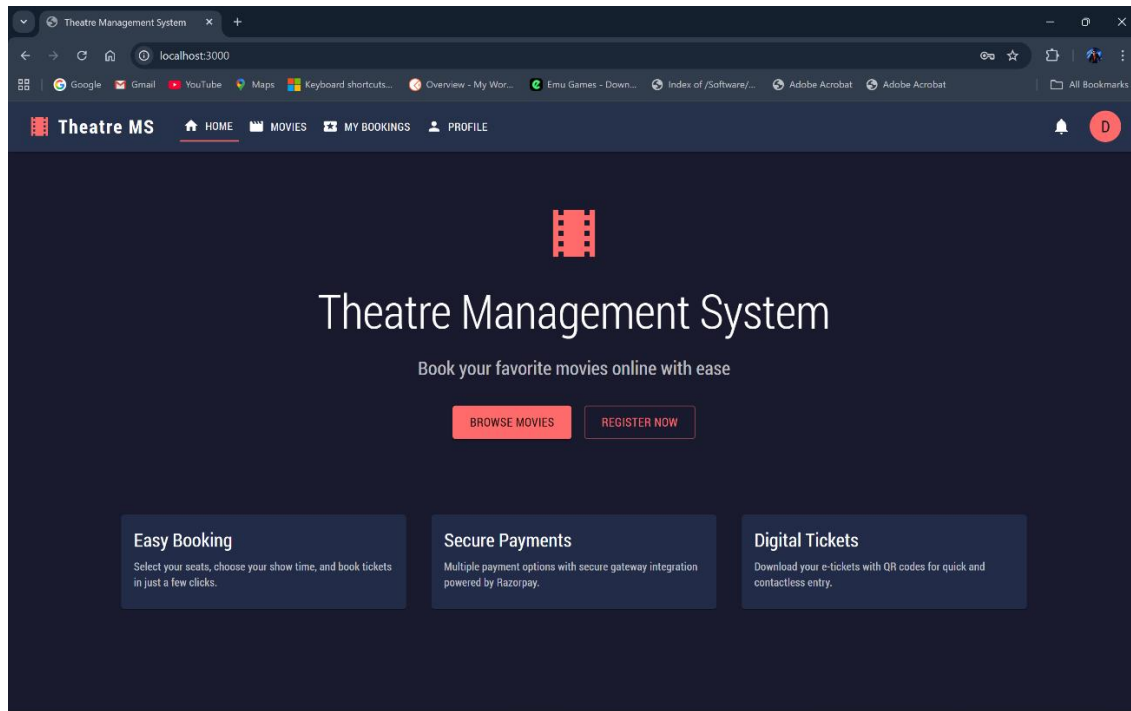 Theatre Management System
localhost:3000
Google Gmail YouTube Maps Keyboard shortcuts... Overview - My Wor... Emu Games - Down... Index of /Software/... Adobe Acrobat Adobe Acrobat All Bookmarks
Theatre MS HOME MOVIES MY BOOKINGS PROFILE D
Theatre Management System
Book your favorite movies online with ease
BROWSE MOVIES REGISTER NOW
Easy Booking
Select your seats, choose your show time, and book tickets
in just a few clicks.
Secure Payments
Multiple payment options with secure gateway integration
powered by Razorpay.
Digital Tickets
Download your e-tickets with QR codes for quick and
contactless entry.